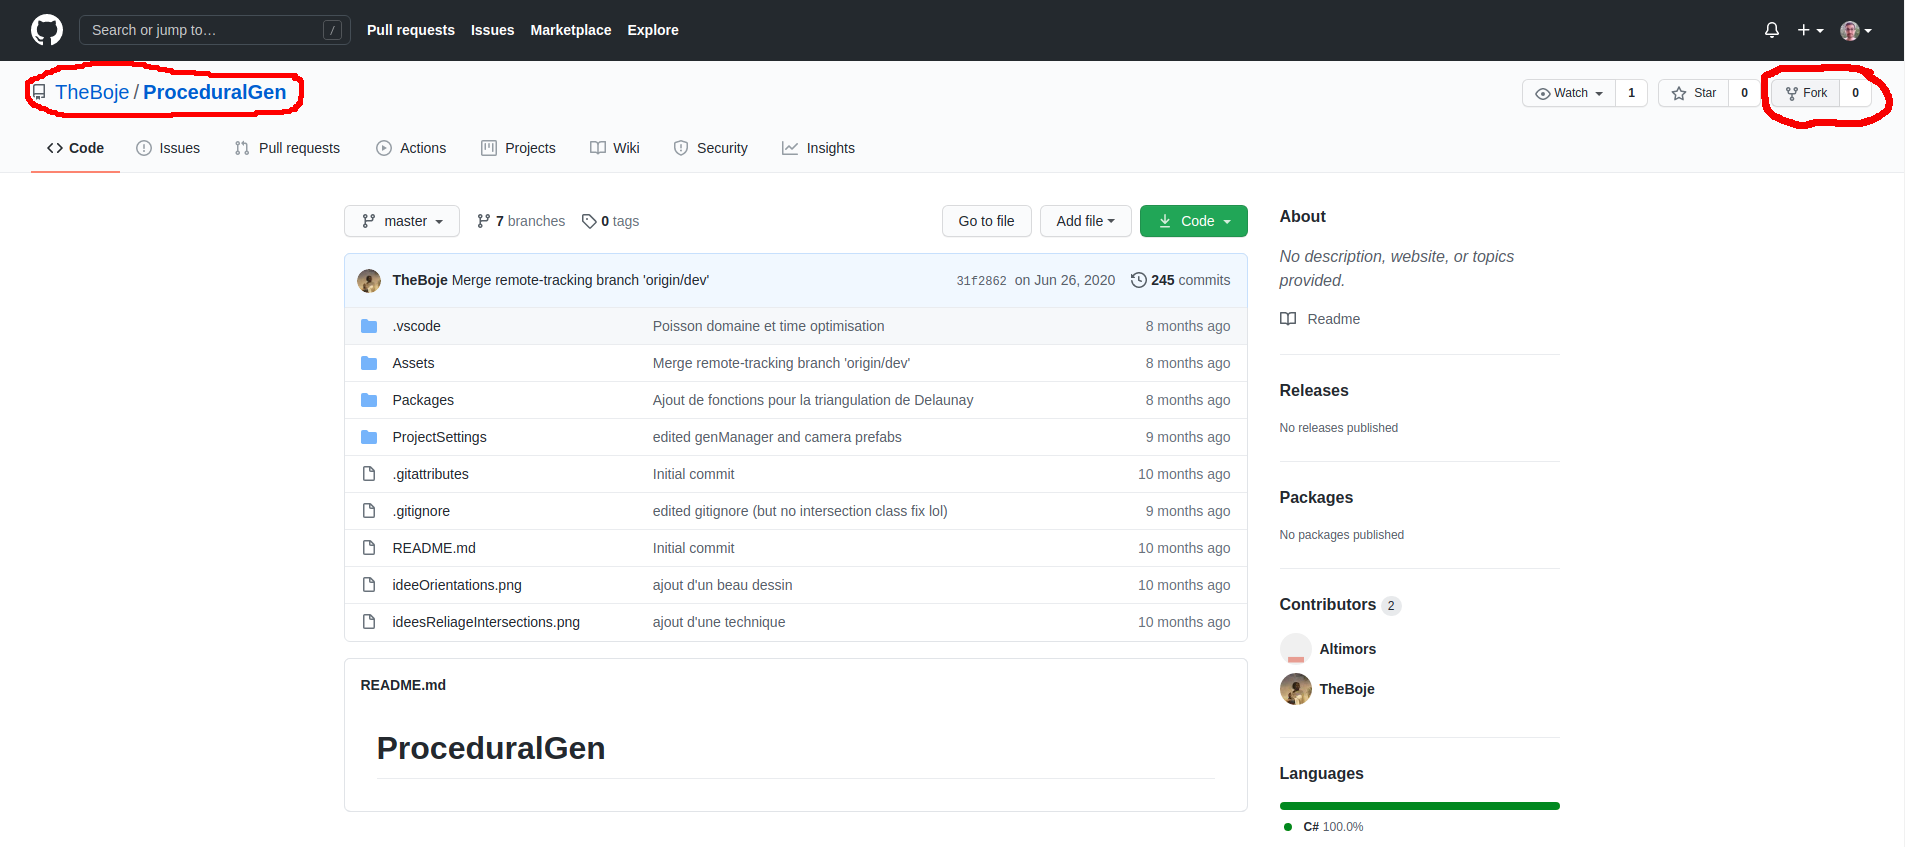 Search or jump to… /
Pull requests Issues Marketplace Explore
TheBoje / ProceduralGen
Watch 1 Star 0 Fork 0
Code Issues Pull requests Actions Projects Wiki Security Insights
master 7 branches 0 tags Go to file Add file Code
TheBoje Merge remote-tracking branch 'origin/dev' 31f2862 on Jun 26, 2020 245 commits
.vscode Poisson domaine et time optimisation 8 months ago
Assets Merge remote-tracking branch 'origin/dev' 8 months ago
Packages Ajout de fonctions pour la triangulation de Delaunay 8 months ago
ProjectSettings edited genManager and camera prefabs 9 months ago
.gitattributes Initial commit 10 months ago
.gitignore edited gitignore (but no intersection class fix lol) 9 months ago
README.md Initial commit 10 months ago
ideeOrientations.png ajout d'un beau dessin 10 months ago
ideesReliageIntersections.png ajout d'une technique 10 months ago
README.md
ProceduralGen
About
No description, website, or topics
provided.
Readme
Releases
No releases published
Packages
No packages published
Contributors 2
Altimors
TheBoje
Languages
C# 100.0%